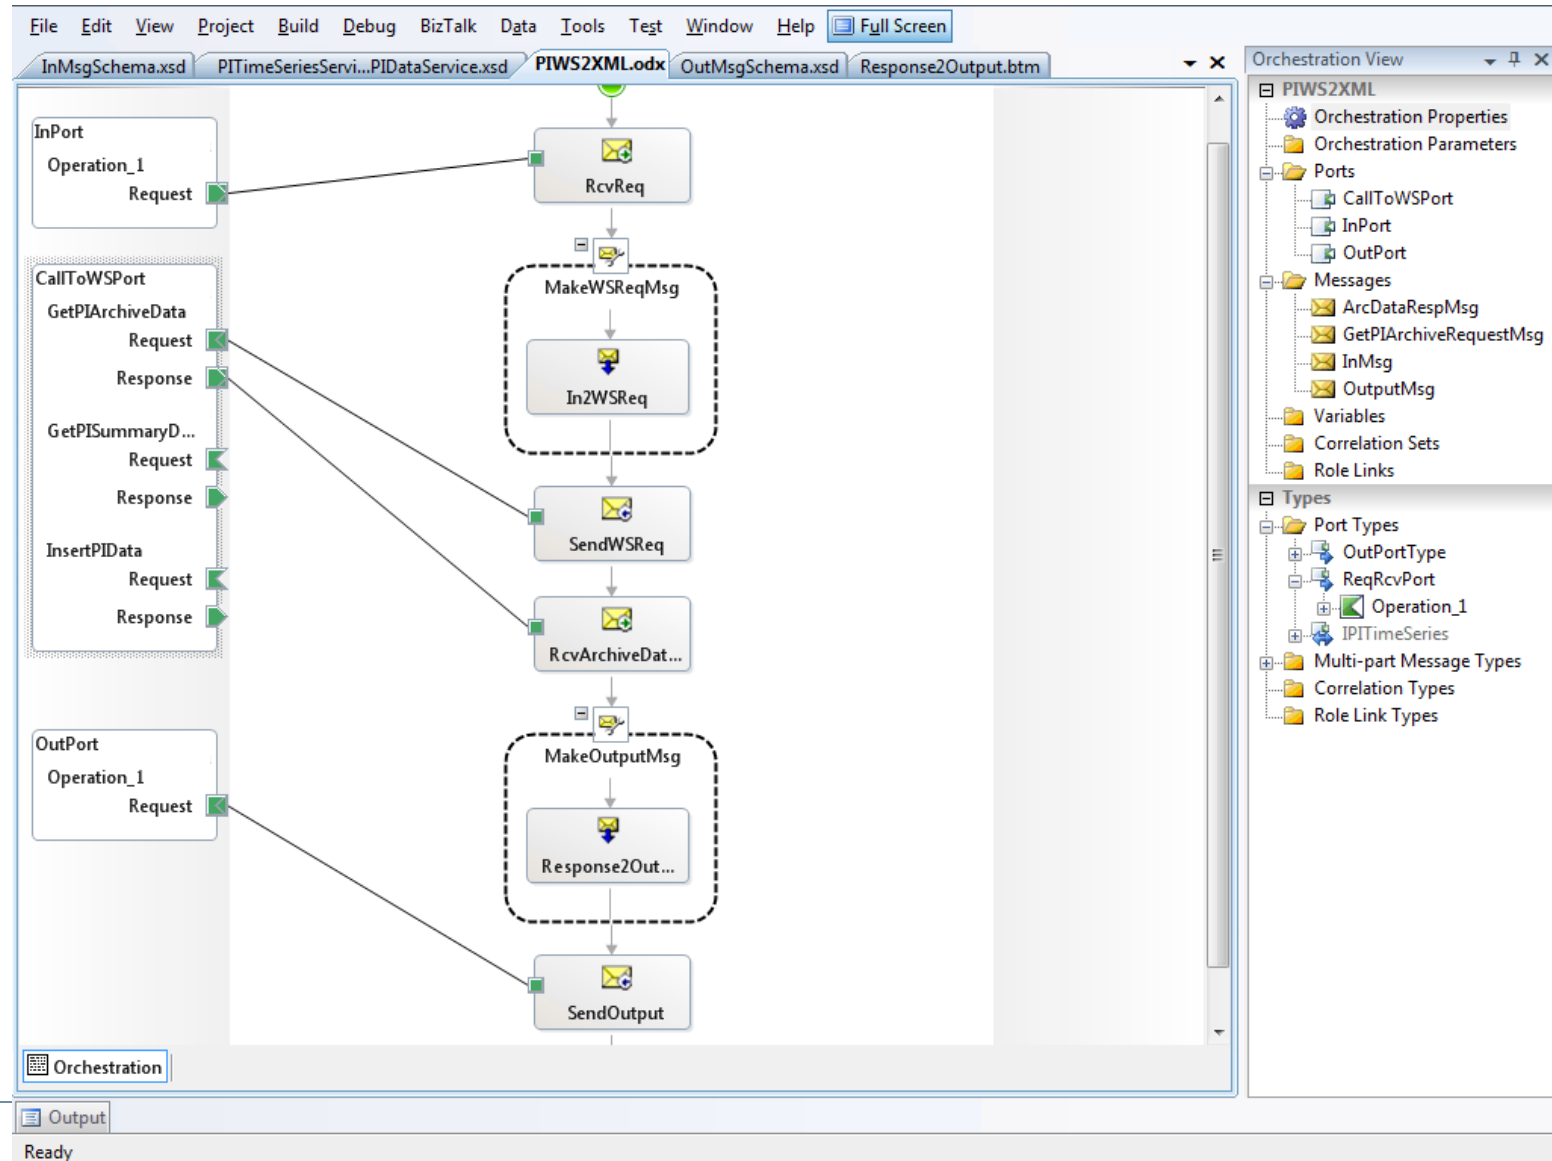 File Edit View Project Build Debug BizTalk Data Tools Test Window Help Full Screen
InMsgSchema.xsd PITimeSeriesServi...PIDataService.xsd PIWS2XML.odx OutMsgSchema.xsd Response2Output.btm
InPort
Operation_1
Request
CallToWSPort
GetPIArchiveData
Request
Response
GetPISummaryD...
Request
Response
InsertPIData
Request
Response
OutPort
Operation_1
Request
RcvReq
MakeWSReqMsg
In2WSReq
SendWSReq
RcvArchiveDat...
MakeOutputMsg
Response2Out...
SendOutput
Orchestration
Orchestration View
PIWS2XML
Orchestration Properties
Orchestration Parameters
Ports
CallToWSPort
InPort
OutPort
Messages
ArcDataRespMsg
GetPIArchiveRequestMsg
InMsg
OutputMsg
Variables
Correlation Sets
Role Links
Types
Port Types
OutPortType
ReqRcvPort
Operation_1
IPITimeSeries
Multi-part Message Types
Correlation Types
Role Link Types
Output
Ready